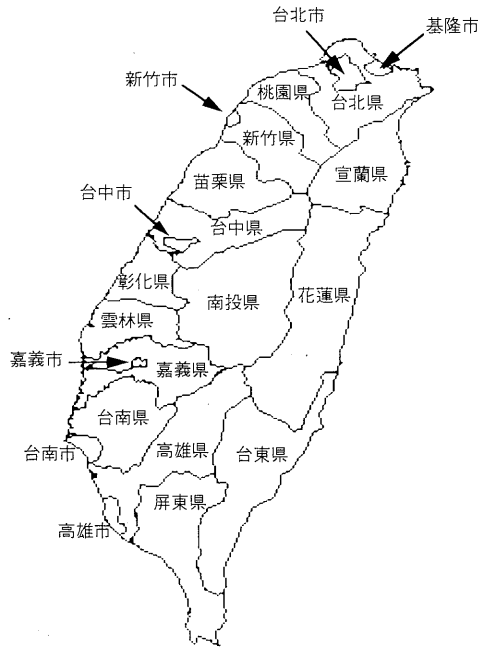 台北市
基隆市
新竹市
桃園県
台北県
新竹県
苗栗県
宜蘭県
台中市
台中県
彰化県
南投県
花蓮県
雲林県
嘉義市
嘉義県
台南県
高雄県
台東県
台南市
屏東県
高雄市